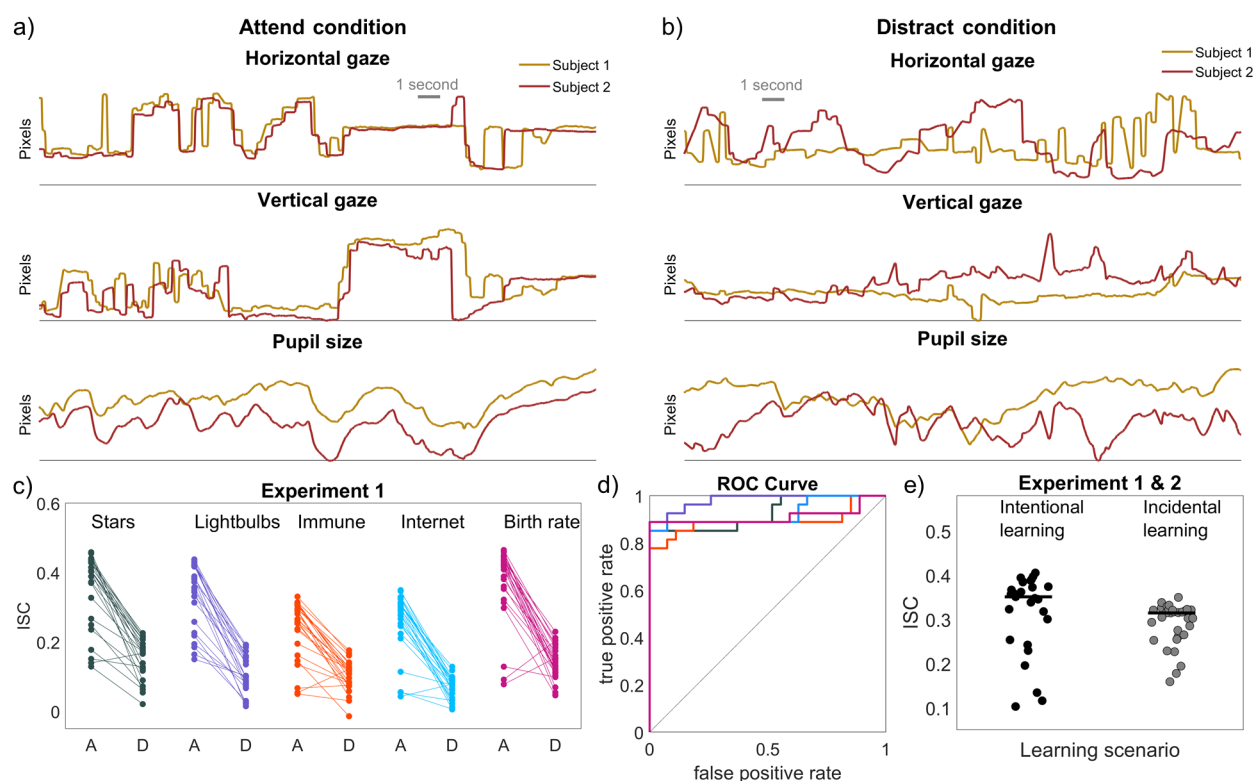 a)
Attend condition
Horizontal gaze
Subject 1
Subject 2
1 second
Pixels
Vertical gaze
Pixels
Pupil size
Pixels
b)
Distract condition
Horizontal gaze
Subject 1
Subject 2
1 second
Pixels
Vertical gaze
Pixels
Pupil size
Pixels
c)
Experiment 1
Stars
Lightbulbs
Immune
Internet
Birth rate
ISC
0.6
0.4
0.2
0
A D A D A D A D A D
d)
ROC Curve
true positive rate
1
0.8
0.6
0.4
0.2
0
0 0.5 1
false positive rate
e)
Experiment 1 & 2
Intentional
learning
Incidental
learning
ISC
0.5
0.4
0.3
0.2
0.1
Learning scenario